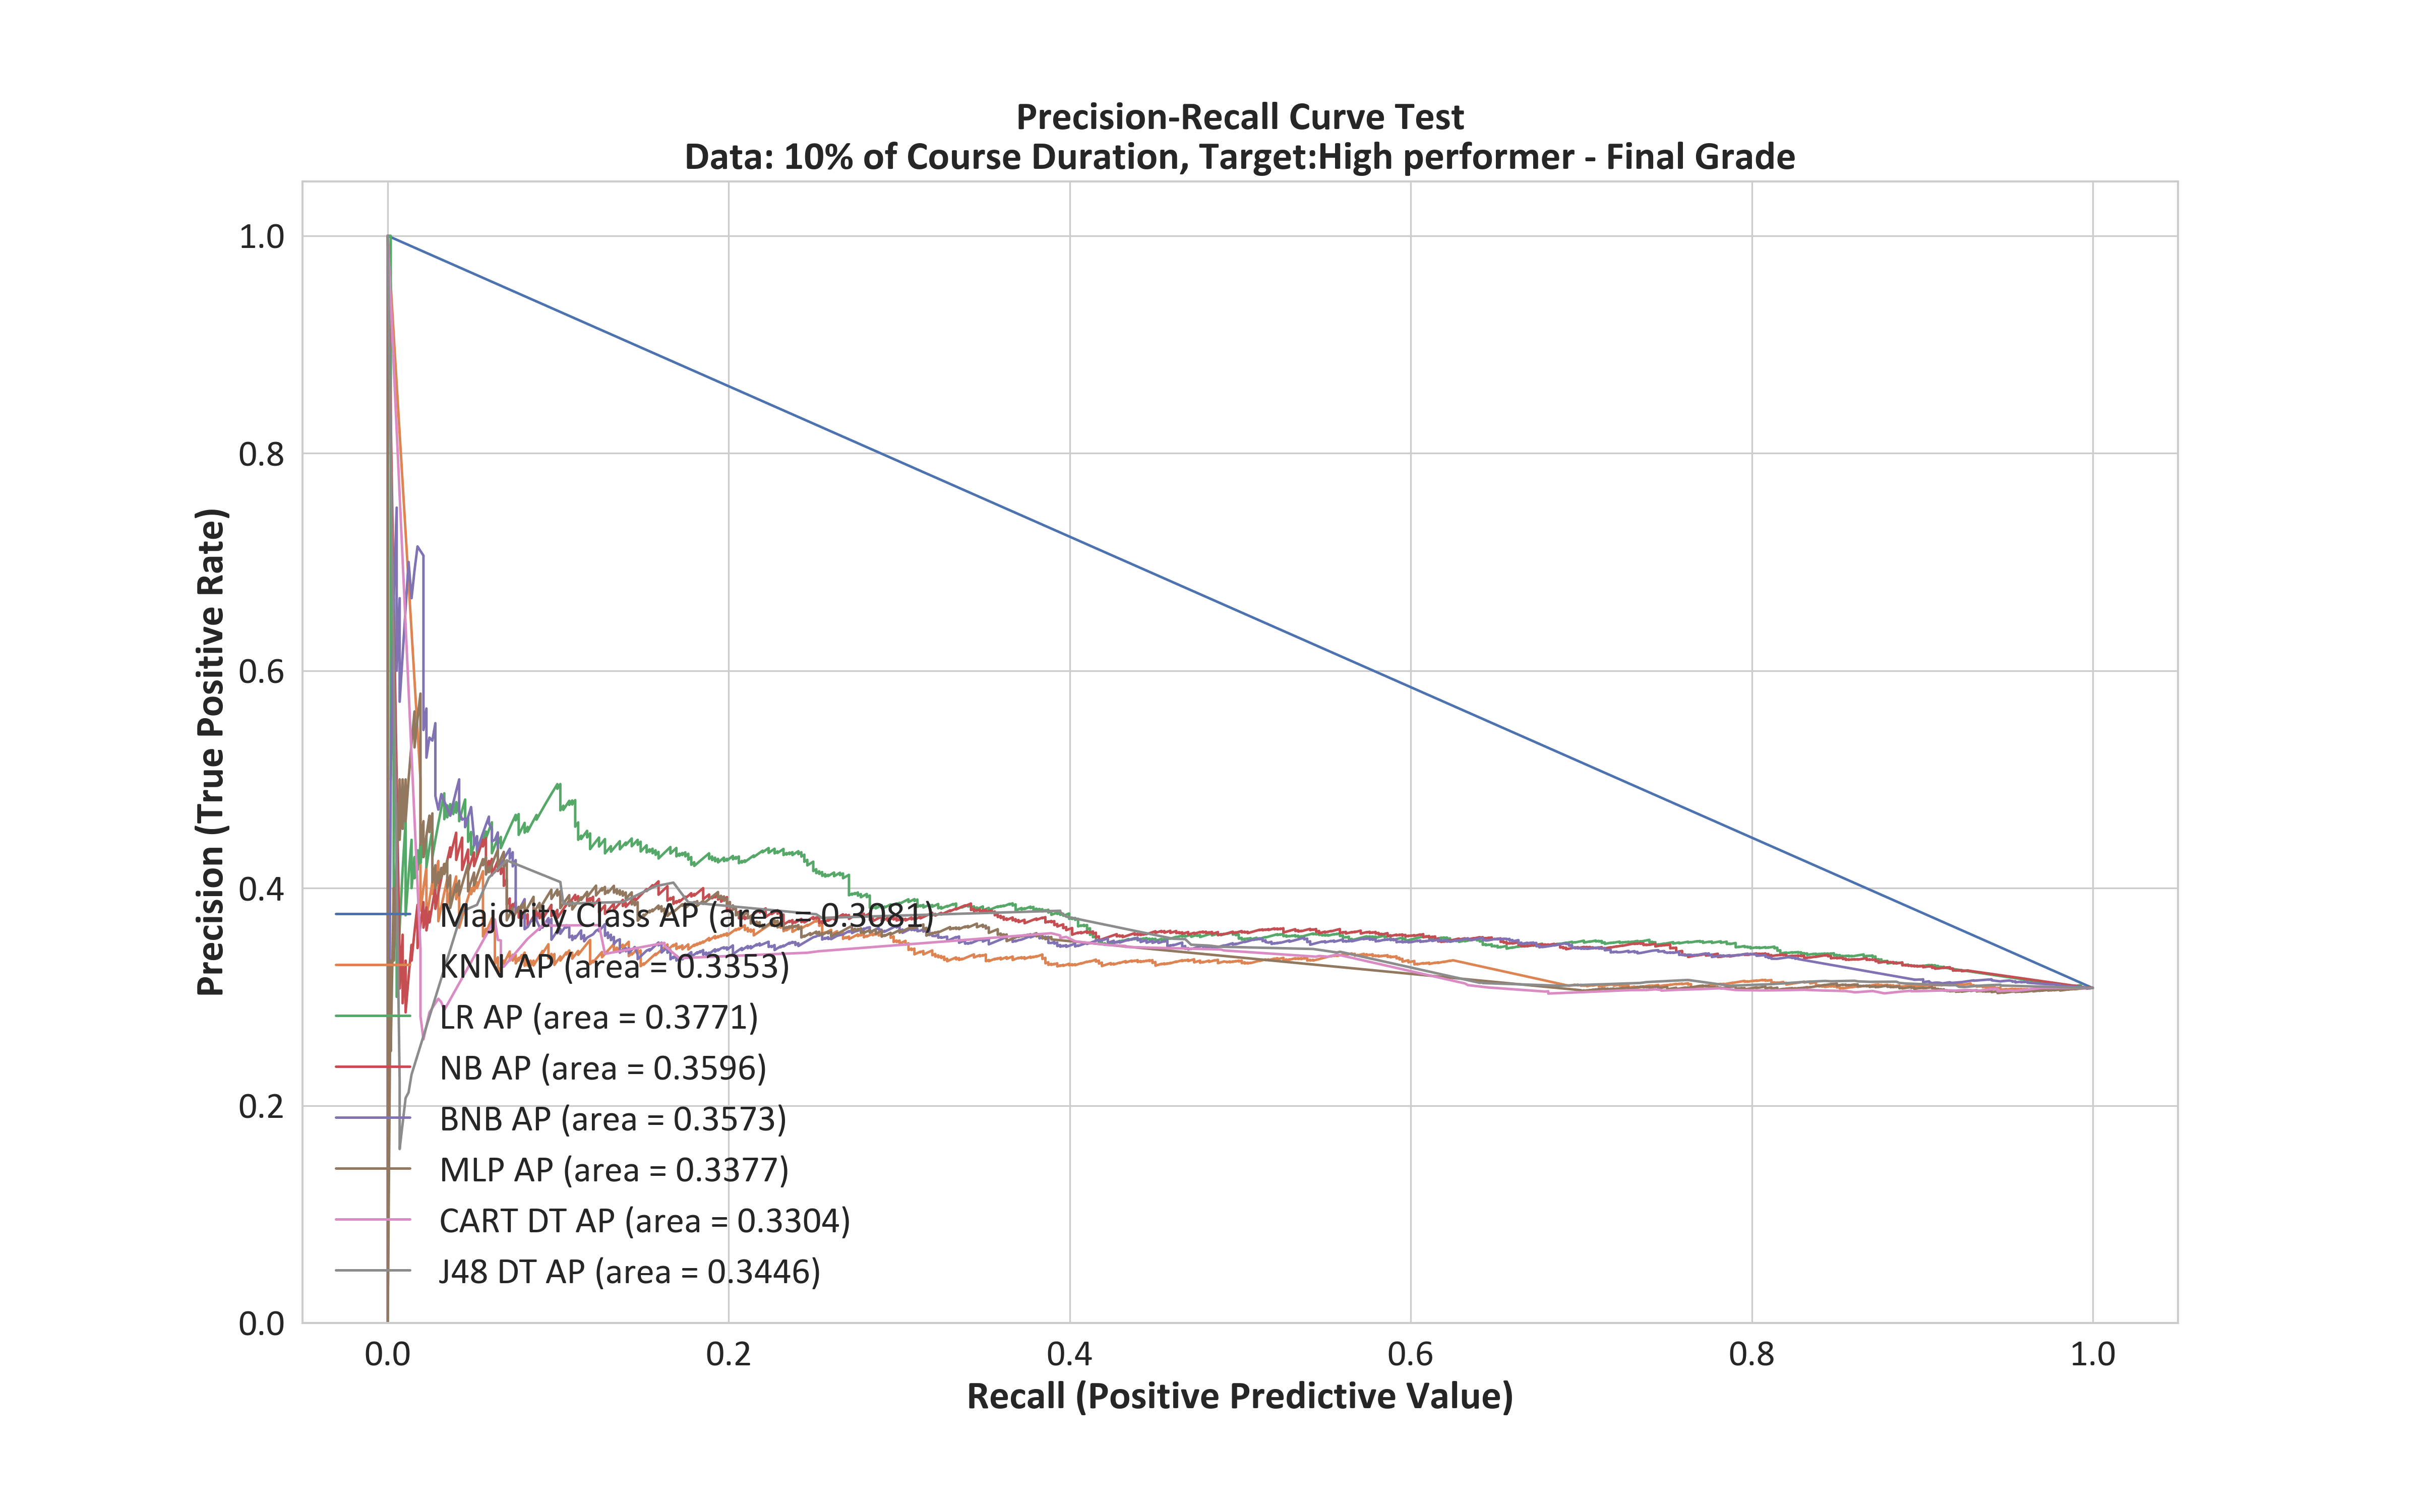 Precision-Recall Curve Test
Data: 10% of Course Duration, Target:High performer - Final Grade
Precision (True Positive Rate)
1.0
0.8
0.6
0.4
0.2
0.0
Majority Class AP (area = 0.3081)
KNN AP (area = 0.3353)
LR AP (area = 0.3771)
NB AP (area = 0.3596)
BNB AP (area = 0.3573)
MLP AP (area = 0.3377)
CART DT AP (area = 0.3304)
J48 DT AP (area = 0.3446)
0.0 0.2 0.4 0.6 0.8 1.0
Recall (Positive Predictive Value)